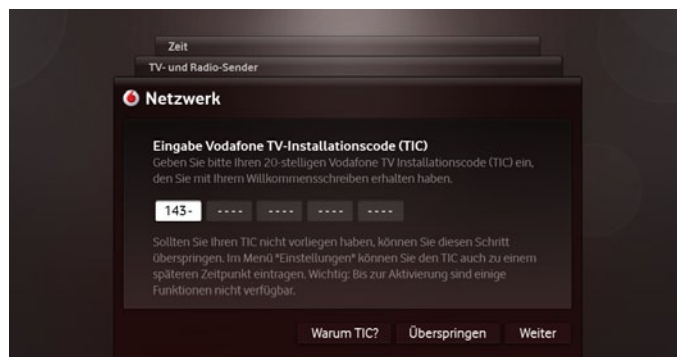 Zeit
TV- und Radio-Sender
Netzwerk
Eingabe Vodafone TV-Installationscode (TIC)
Geben Sie bitte Ihren 20-stelligen Vodafone TV Installationscode (TIC) ein,
den Sie mit Ihrem Willkommensschreiben erhalten haben.
143- ---- ---- ---- ----
Sollten Sie Ihren TIC nicht vorliegen haben, können Sie diesen Schritt
überspringen. Im Menü "Einstellungen" können Sie den TIC auch zu einem
späteren Zeitpunkt eintragen. Wichtig: Bis zur Aktivierung sind einige
Funktionen nicht verfügbar.
Warum TIC? Überspringen Weiter